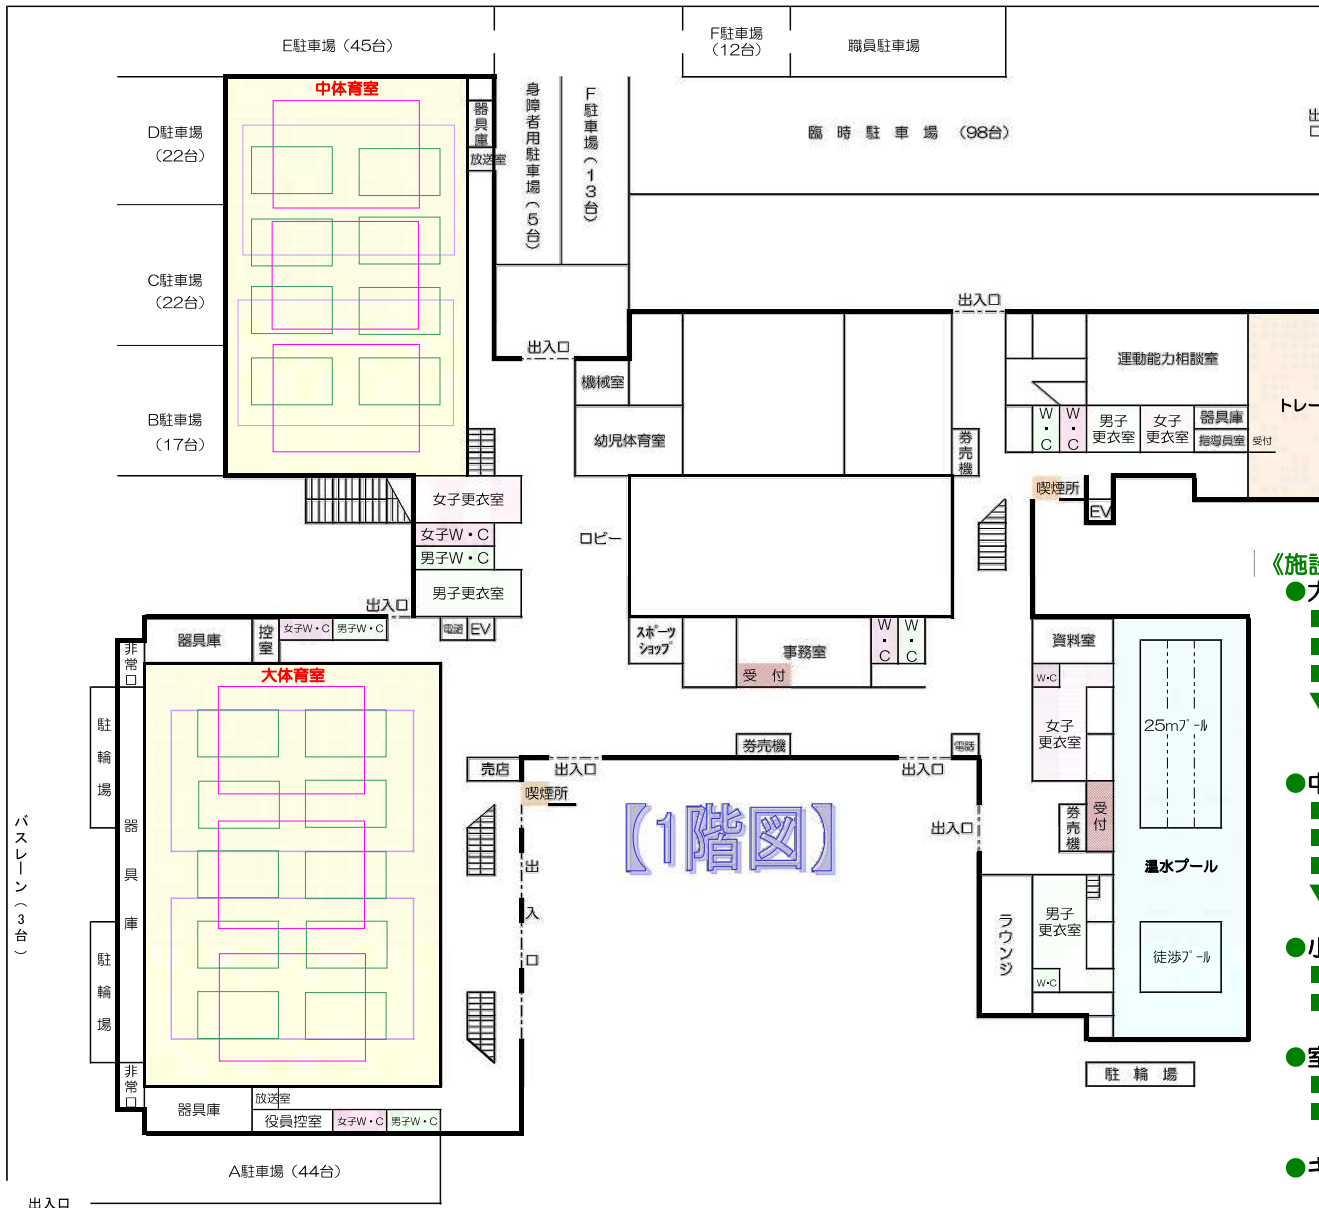 E駐車場（45台）
F駐車場
（12台）
職員駐車場
中体育室
器具庫
放送室
身障者用駐車場（5台）
F駐車場（13台）
臨時駐車場（98台）
出
口
D駐車場
（22台）
C駐車場
（22台）
B駐車場
（17台）
出入口
出入口
機械室
幼児体育室
運動能力相談室
トレー
W・C
W・C
男子
更衣室
女子
更衣室
器具庫
指導員室
受付
券売機
喫煙所
EV
女子更衣室
女子W・C
男子W・C
男子更衣室
ロビー
出入口
電話
EV
器具庫
控室
女子W・C
男子W・C
非常口
スポーツ
ショップ
事務室
受付
W・C
W・C
資料室
W・C
女子
更衣室
25mプール
《施設
●大
大体育室
駐輪場
器具庫
駐輪場
バスレーン（3台）
売店
出入口
喫煙所
券売機
電話
出入口
出入口
【1階図】
券売機
受付
温水プール
●中
出入口
ラウンジ
男子
更衣室
W・C
徒歩プール
●小
駐輪場
●室
非常口
器具庫
放送室
役員控室
女子W・C
男子W・C
A駐車場（44台）
出入口
●キ